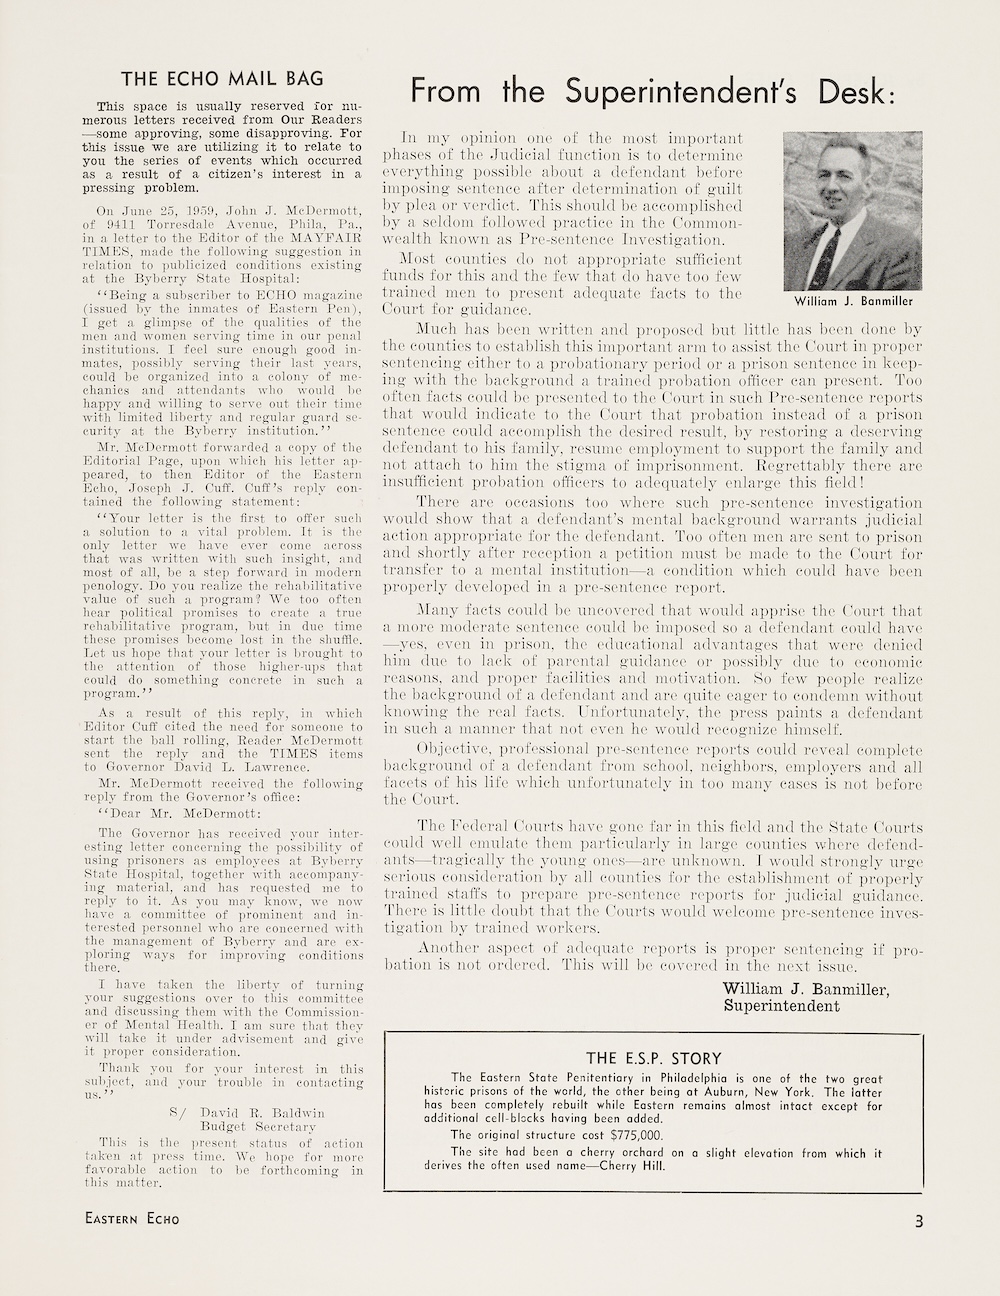 THE ECHO MAIL BAG
This space is usually reserved for nu-
merous letters received from Our Readers
—some approving, some disapproving. For
this issue we are utilizing it to relate to
you the series of events which occurred
as a result of a citizen's interest in a
pressing problem.
On June 25, 1959, John J. McDermott,
of 9411 Torresdale Avenue, Phila, Pa.,
in a letter to the Editor of the MAYFAIR
TIMES, made the following suggestion in
relation to publicized conditions existing
at the Byberry State Hospital:
"Being a subscriber to ECHO magazine
(issued by the inmates of Eastern Pen),
I get a glimpse of the qualities of the
men and women serving time in our penal
institutions. I feel sure enough good in-
mates, possibly serving their last years,
could be organized into a colony of me-
chanics and attendants who would be
happy and willing to serve out their time
with limited liberty and regular guard se-
curity at the Byberry institution."
Mr. McDermott forwarded a copy of the
Editorial Page, upon which his letter ap-
peared, to then Editor of the Eastern
Echo, Joseph J. Cuff. Cuff's reply con-
tained the following statement:
"Your letter is the first to offer such
a solution to a vital problem. It is the
only letter we have ever come across
that was written with such insight, and
most of all, be a step forward in modern
penology. Do you realize the rehabilitative
value of such a program? We too often
hear political promises to create a true
rehabilitative program, but in due time
these promises become lost in the shuffle.
Let us hope that your letter is brought to
the attention of those higher-ups that
could do something concrete in such a
program."
As a result of this reply, in which
Editor Cuff cited the need for someone to
start the ball rolling, Reader McDermott
sent the reply and the TIMES items
to Governor David L. Lawrence.
Mr. McDermott received the following
reply from the Governor's office:
"Dear Mr. McDermott:
The Governor has received your inter-
esting letter concerning the possibility of
using prisoners as employees at Byberry
State Hospital, together with accompany-
ing material, and has requested me to
reply to it. As you may know, we now
have a committee of prominent and in-
terested personnel who are concerned with
the management of Byberry and are ex-
ploring ways for improving conditions
there.
I have taken the liberty of turning
your suggestions over to this committee
and discussing them with the Commission-
er of Mental Health. I am sure that they
will take it under advisement and give
it proper consideration.
Thank you for your interest in this
subject, and your trouble in contacting
us."
S/ David R. Baldwin
Budget Secretary
This is the present status of action
taken at press time. We hope for more
favorable action to be forthcoming in
this matter.
From the Superintendent's Desk:
In my opinion one of the most important
phases of the Judicial function is to determine
everything possible about a defendant before
imposing sentence after determination of guilt
by plea or verdict. This should be accomplished
by a seldom followed practice in the Common-
wealth known as Pre-sentence Investigation.
Most counties do not appropriate sufficient
funds for this and the few that do have too few
trained men to present adequate facts to the
Court for guidance.
William J. Banmiller
Much has been written and proposed but little has been done by
the counties to establish this important arm to assist the Court in proper
sentencing either to a probationary period or a prison sentence in keep-
ing with the background a trained probation officer can present. Too
often facts could be presented to the Court in such Pre-sentence reports
that would indicate to the Court that probation instead of a prison
sentence could accomplish the desired result, by restoring a deserving
defendant to his family, resume employment to support the family and
not attach to him the stigma of imprisonment. Regrettably there are
insufficient probation officers to adequately enlarge this field!
There are occasions too where such pre-sentence investigation
would show that a defendant's mental background warrants judicial
action appropriate for the defendant. Too often men are sent to prison
and shortly after reception a petition must be made to the Court for
transfer to a mental institution—a condition which could have been
properly developed in a pre-sentence report.
Many facts could be uncovered that would apprise the Court that
a more moderate sentence could be imposed so a defendant could have
—yes, even in prison, the educational advantages that were denied
him due to lack of parental guidance or possibly due to economic
reasons, and proper facilities and motivation. So few people realize
the background of a defendant and are quite eager to condemn without
knowing the real facts. Unfortunately, the press paints a defendant
in such a manner that not even he would recognize himself.
Objective, professional pre-sentence reports could reveal complete
background of a defendant from school, neighbors, employers and all
facets of his life which unfortunately in too many cases is not before
the Court.
The Federal Courts have gone far in this field and the State Courts
could well emulate them particularly in large counties where defend-
ants—tragically the young ones—are unknown. I would strongly urge
serious consideration by all counties for the establishment of properly
trained staffs to prepare pre-sentence reports for judicial guidance.
There is little doubt that the Courts would welcome pre-sentence inves-
tigation by trained workers.
Another aspect of adequate reports is proper sentencing if pro-
bation is not ordered. This will be covered in the next issue.
William J. Banmiller,
Superintendent
THE E.S.P. STORY
The Eastern State Penitentiary in Philadelphia is one of the two great
historic prisons of the world, the other being at Auburn, New York. The latter
has been completely rebuilt while Eastern remains almost intact except for
additional cell-blocks having been added.
The original structure cost $775,000.
The site had been a cherry orchard on a slight elevation from which it
derives the often used name—Cherry Hill.
EASTERN ECHO
3